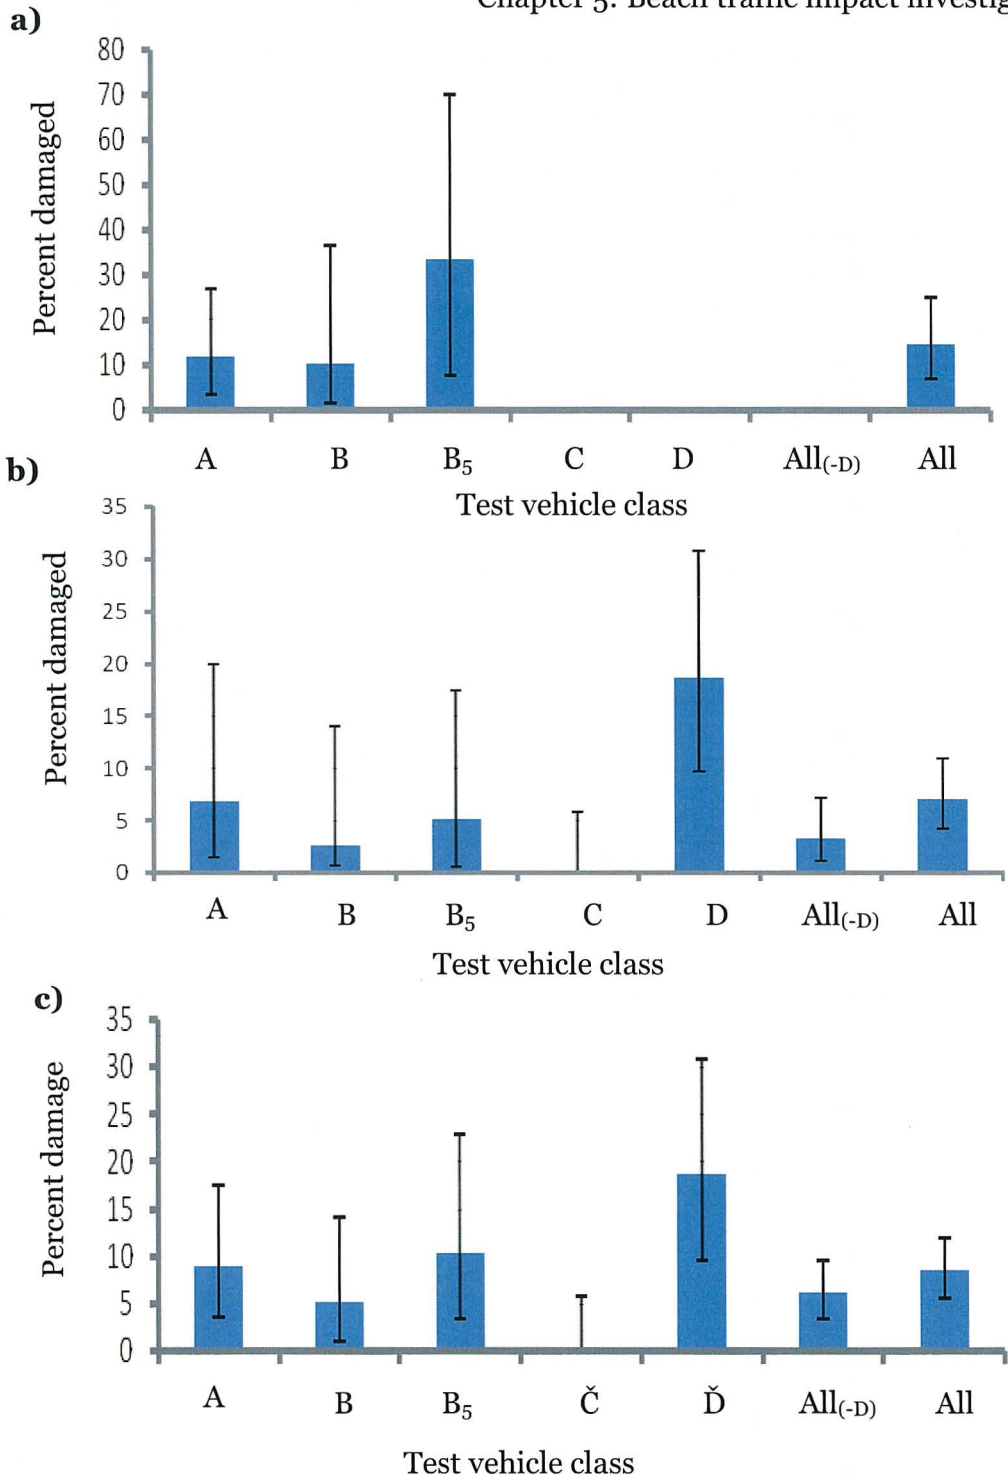 Chapter 5: Beach traffic impact investig
a)
Percent damaged
80
70
60
50
40
30
20
10
0
A B B₅ C D All₍₋D₎ All
Test vehicle class
b)
Percent damaged
35
30
25
20
15
10
5
0
A B B₅ C D All₍₋D₎ All
Test vehicle class
c)
Percent damage
35
30
25
20
15
10
5
0
A B B₅ Č Ď All₍₋D₎ All
Test vehicle class